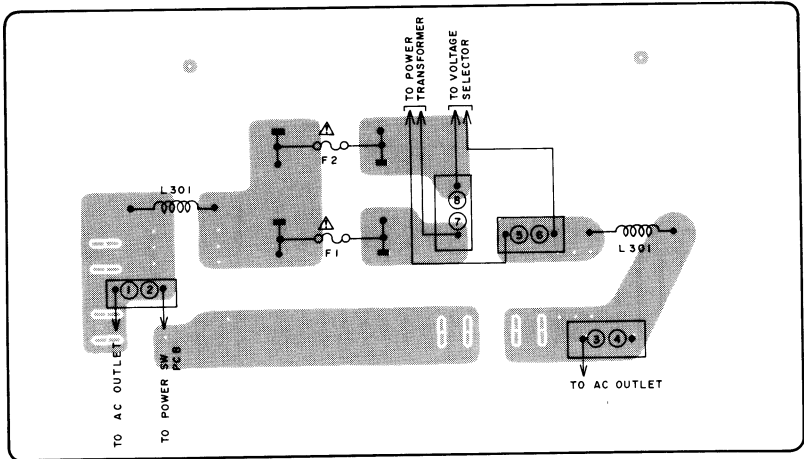 TO POWER
TRANSFORMER
TO VOLTAGE
SELECTOR
F2
L301
8
7
5 6
F1
L301
1 2
3 4
TO AC OUTLET
TO POWER SW
PCB
TO AC OUTLET